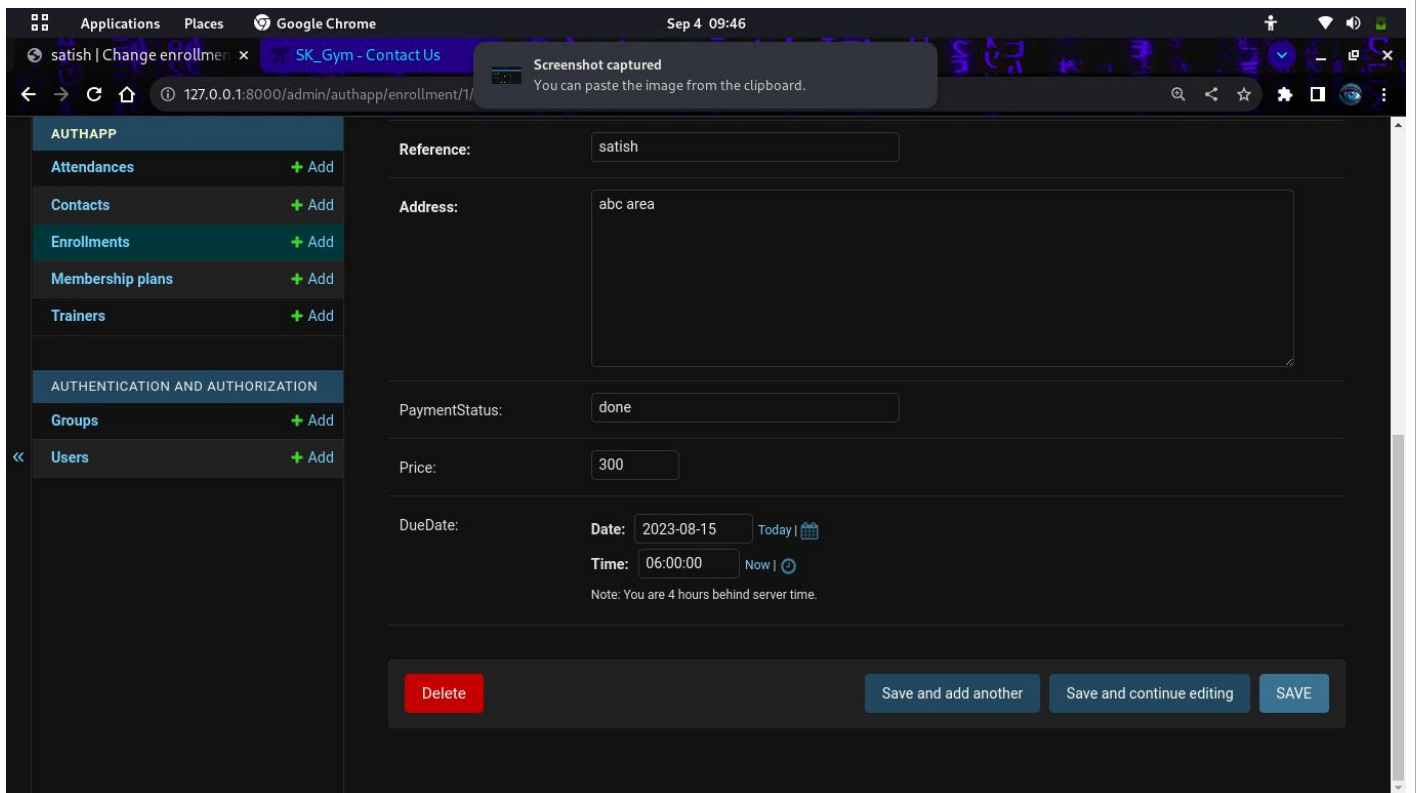 Applications Places Google Chrome Sep 4 09:46
satish | Change enrollmen × SK_Gym - Contact Us
Screenshot captured
You can paste the image from the clipboard.
127.0.0.1:8000/admin/authapp/enrollment/1/
AUTHAPP
Attendances + Add
Contacts + Add
Enrollments + Add
Membership plans + Add
Trainers + Add
AUTHENTICATION AND AUTHORIZATION
Groups + Add
« Users + Add
Reference: satish
Address: abc area
PaymentStatus: done
Price: 300
DueDate: Date: 2023-08-15 Today |
Time: 06:00:00 Now |
Note: You are 4 hours behind server time.
Delete Save and add another Save and continue editing SAVE